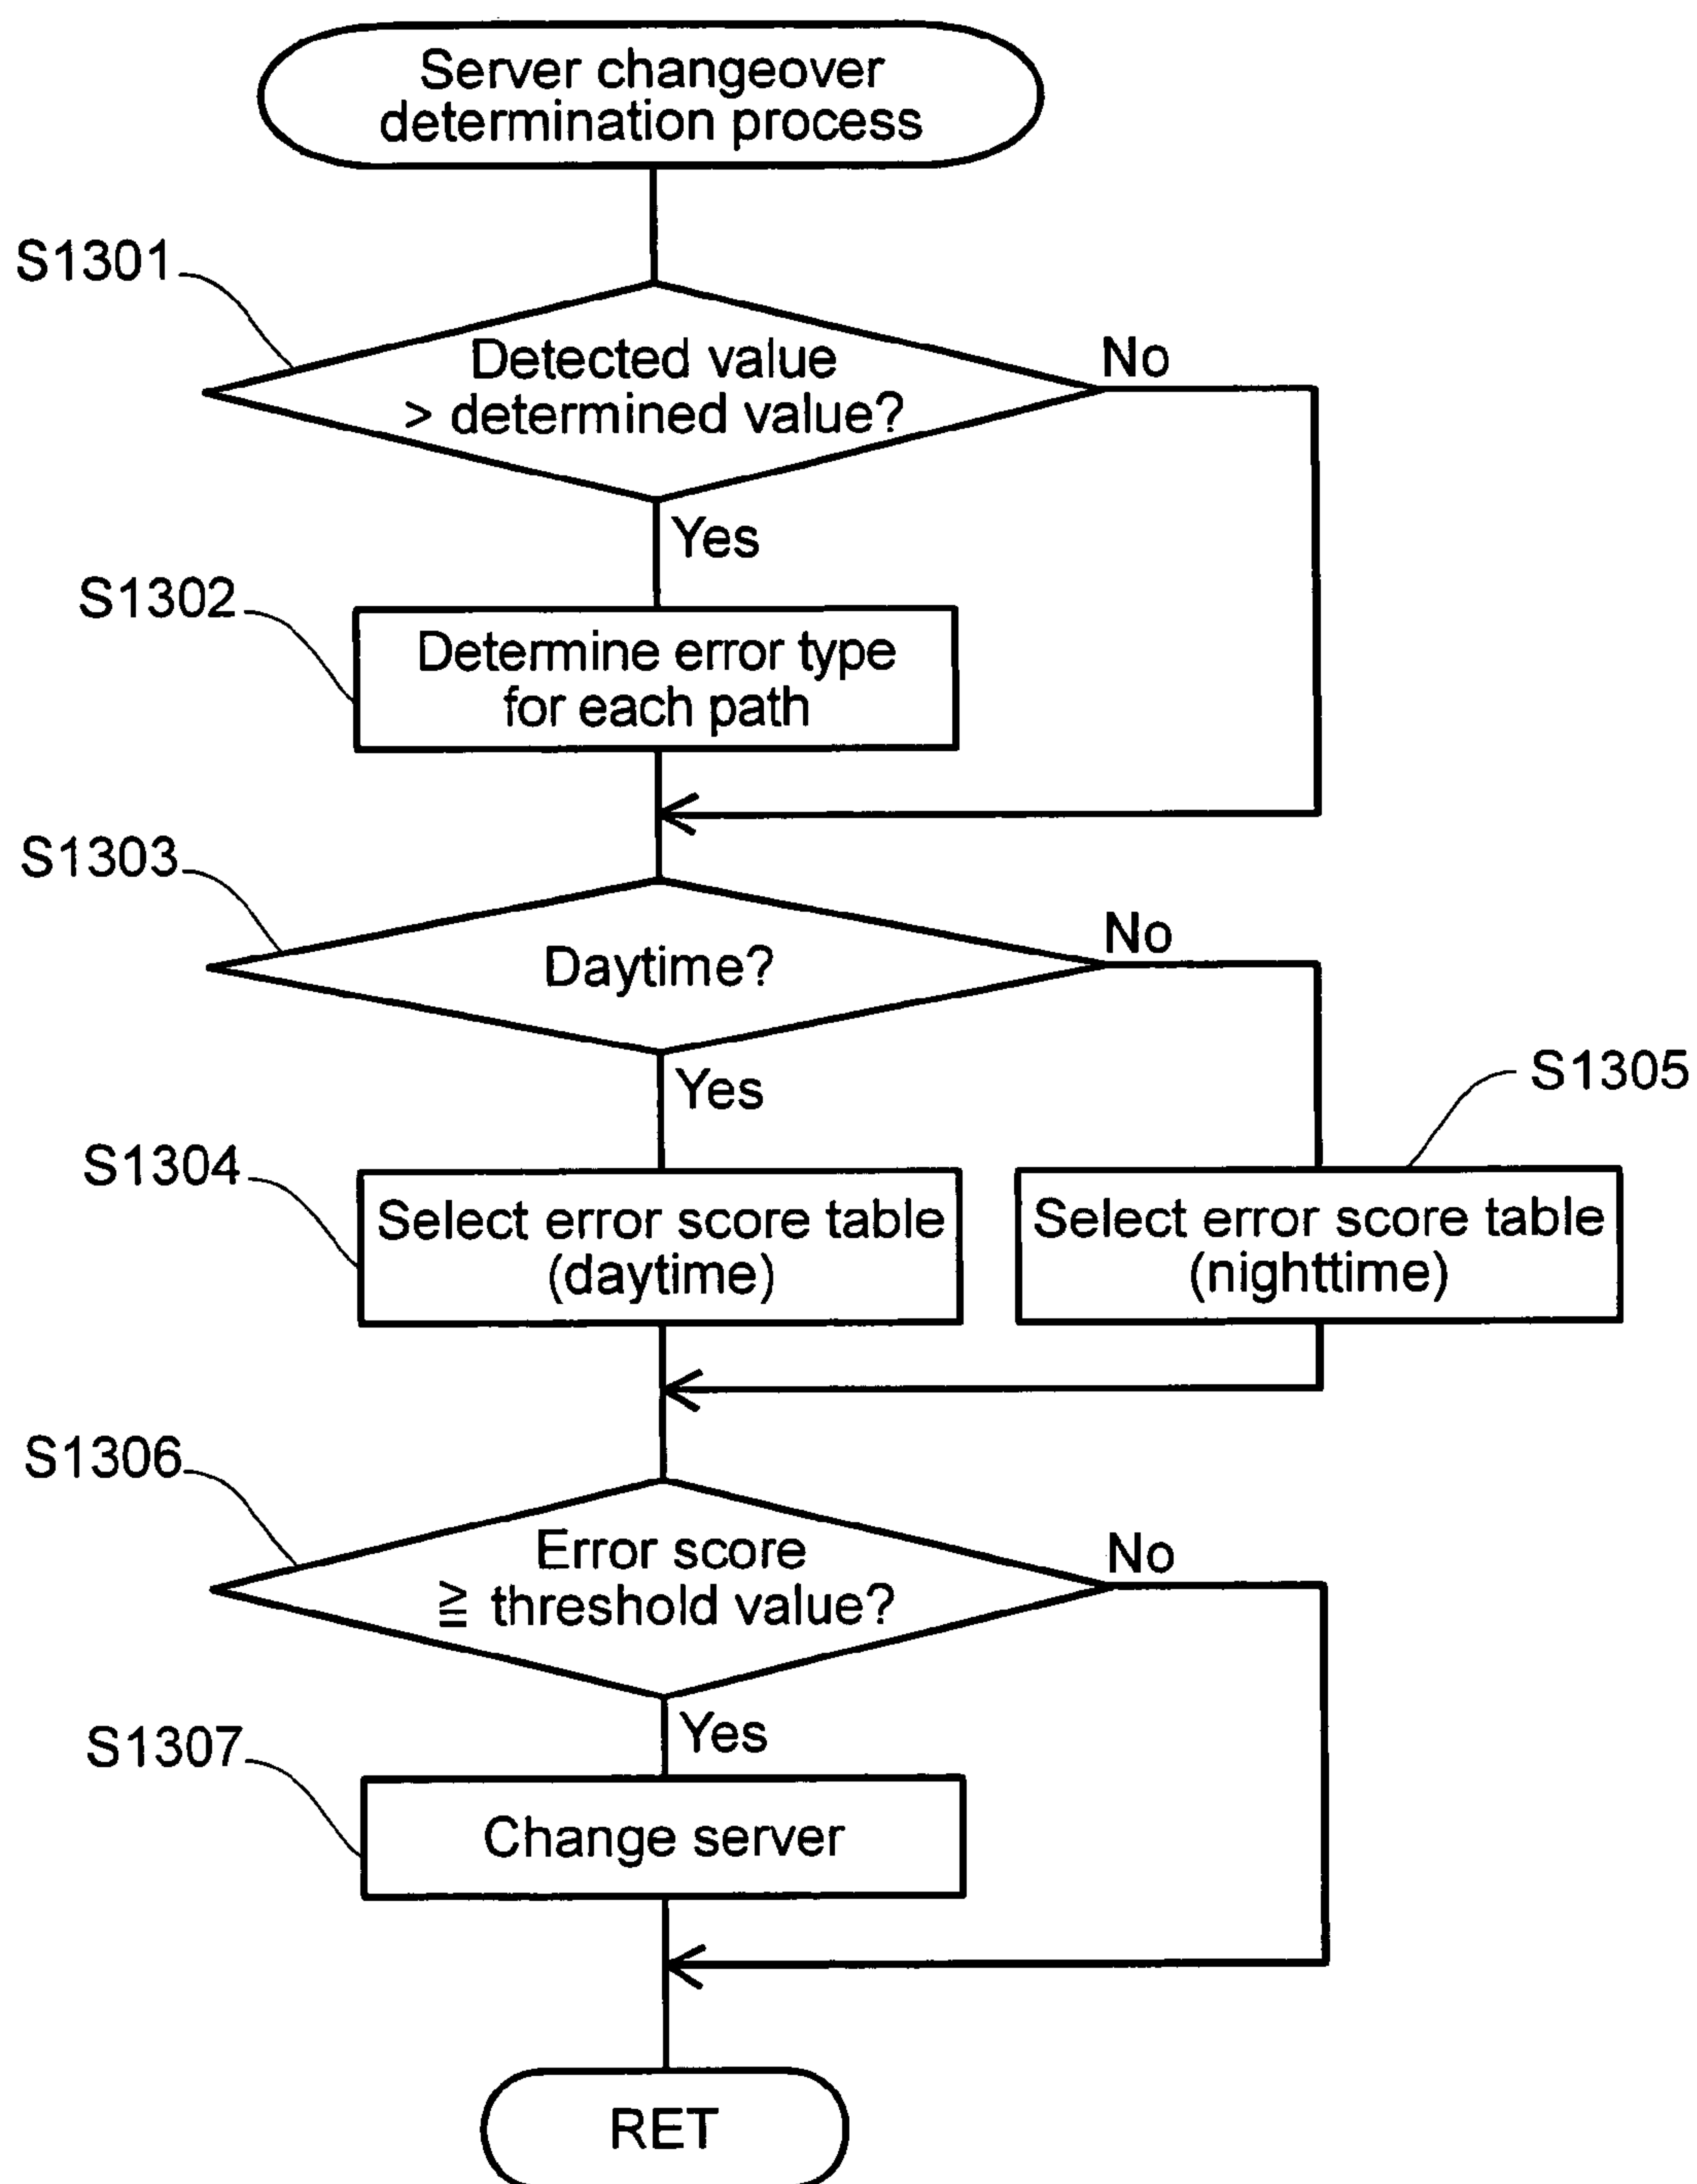 Server changeover
determination process
S1301
Detected value
> determined value?
No
Yes
S1302
Determine error type
for each path
S1303
Daytime?
No
Yes
S1304
Select error score table
(daytime)
S1305
Select error score table
(nighttime)
S1306
Error score
≧ threshold value?
No
Yes
S1307
Change server
RET